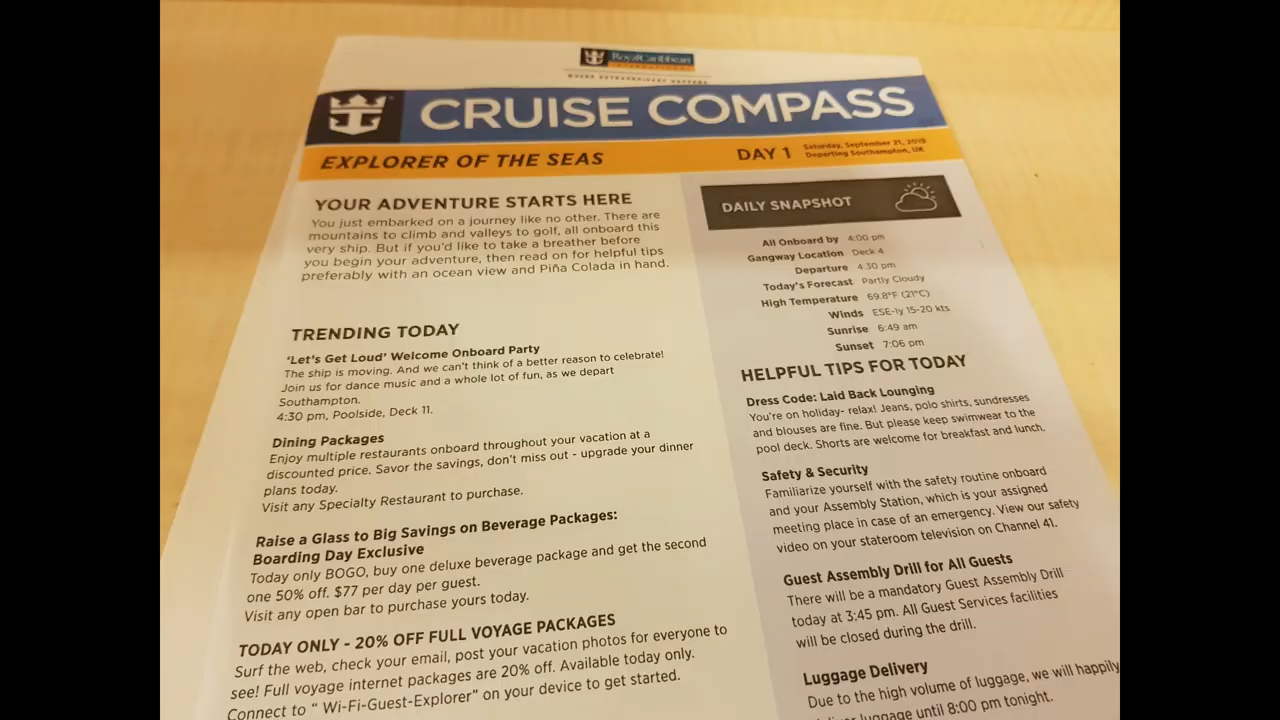 RoyalCaribbean
INTERNATIONAL
WHERE EXTRAORDINARY HAPPENS
CRUISE COMPASS
EXPLORER OF THE SEAS
DAY 1
Saturday, September 21, 2019
Departing Southampton, UK
YOUR ADVENTURE STARTS HERE
You just embarked on a journey like no other. There are
mountains to climb and valleys to golf, all onboard this
very ship. But if you'd like to take a breather before
you begin your adventure, then read on for helpful tips
preferably with an ocean view and Piña Colada in hand.
TRENDING TODAY
'Let's Get Loud' Welcome Onboard Party
The ship is moving. And we can't think of a better reason to celebrate!
Join us for dance music and a whole lot of fun, as we depart
Southampton.
4:30 pm, Poolside, Deck 11.
Dining Packages
Enjoy multiple restaurants onboard throughout your vacation at a
discounted price. Savor the savings, don't miss out - upgrade your dinner
plans today.
Visit any Specialty Restaurant to purchase.
Raise a Glass to Big Savings on Beverage Packages:
Boarding Day Exclusive
Today only BOGO, buy one deluxe beverage package and get the second
one 50% off. $77 per day per guest.
Visit any open bar to purchase yours today.
TODAY ONLY - 20% OFF FULL VOYAGE PACKAGES
Surf the web, check your email, post your vacation photos for everyone to
see! Full voyage internet packages are 20% off. Available today only.
Connect to " Wi-Fi-Guest-Explorer" on your device to get started.
DAILY SNAPSHOT
All Onboard by 4:00 pm
Gangway Location Deck 4
Departure 4:30 pm
Today's Forecast Partly Cloudy
High Temperature 69.8°F (21°C)
Winds ESE-ly 15-20 kts
Sunrise 6:49 am
Sunset 7:06 pm
HELPFUL TIPS FOR TODAY
Dress Code: Laid Back Lounging
You're on holiday- relax! Jeans, polo shirts, sundresses
and blouses are fine. But please keep swimwear to the
pool deck. Shorts are welcome for breakfast and lunch.
Safety & Security
Familiarize yourself with the safety routine onboard
and your Assembly Station, which is your assigned
meeting place in case of an emergency. View our safety
video on your stateroom television on Channel 41.
Guest Assembly Drill for All Guests
There will be a mandatory Guest Assembly Drill
today at 3:45 pm. All Guest Services facilities
will be closed during the drill.
Luggage Delivery
Due to the high volume of luggage, we will happily
deliver luggage until 8:00 pm tonight.